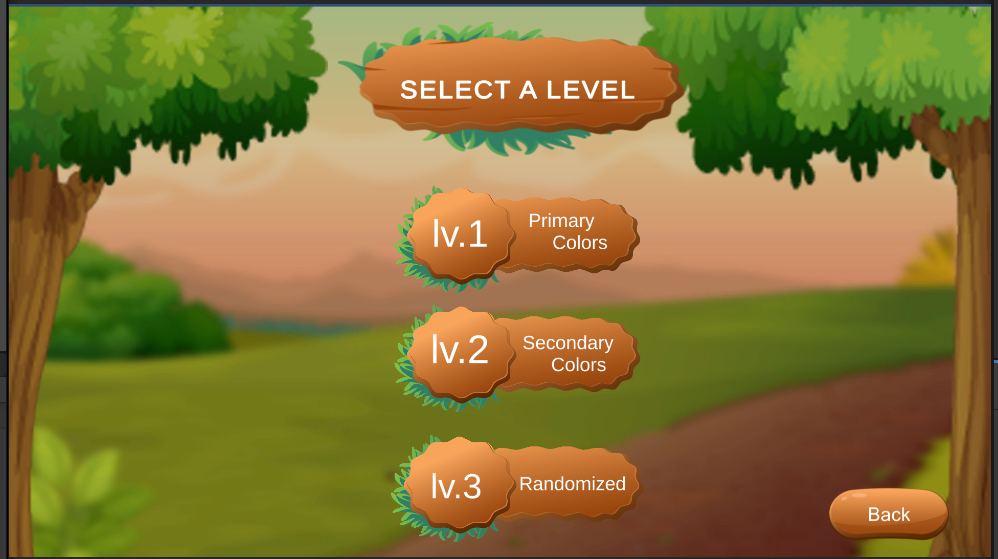 SELECT A LEVEL
lv.1
Primary
Colors
lv.2
Secondary
Colors
lv.3
Randomized
Back